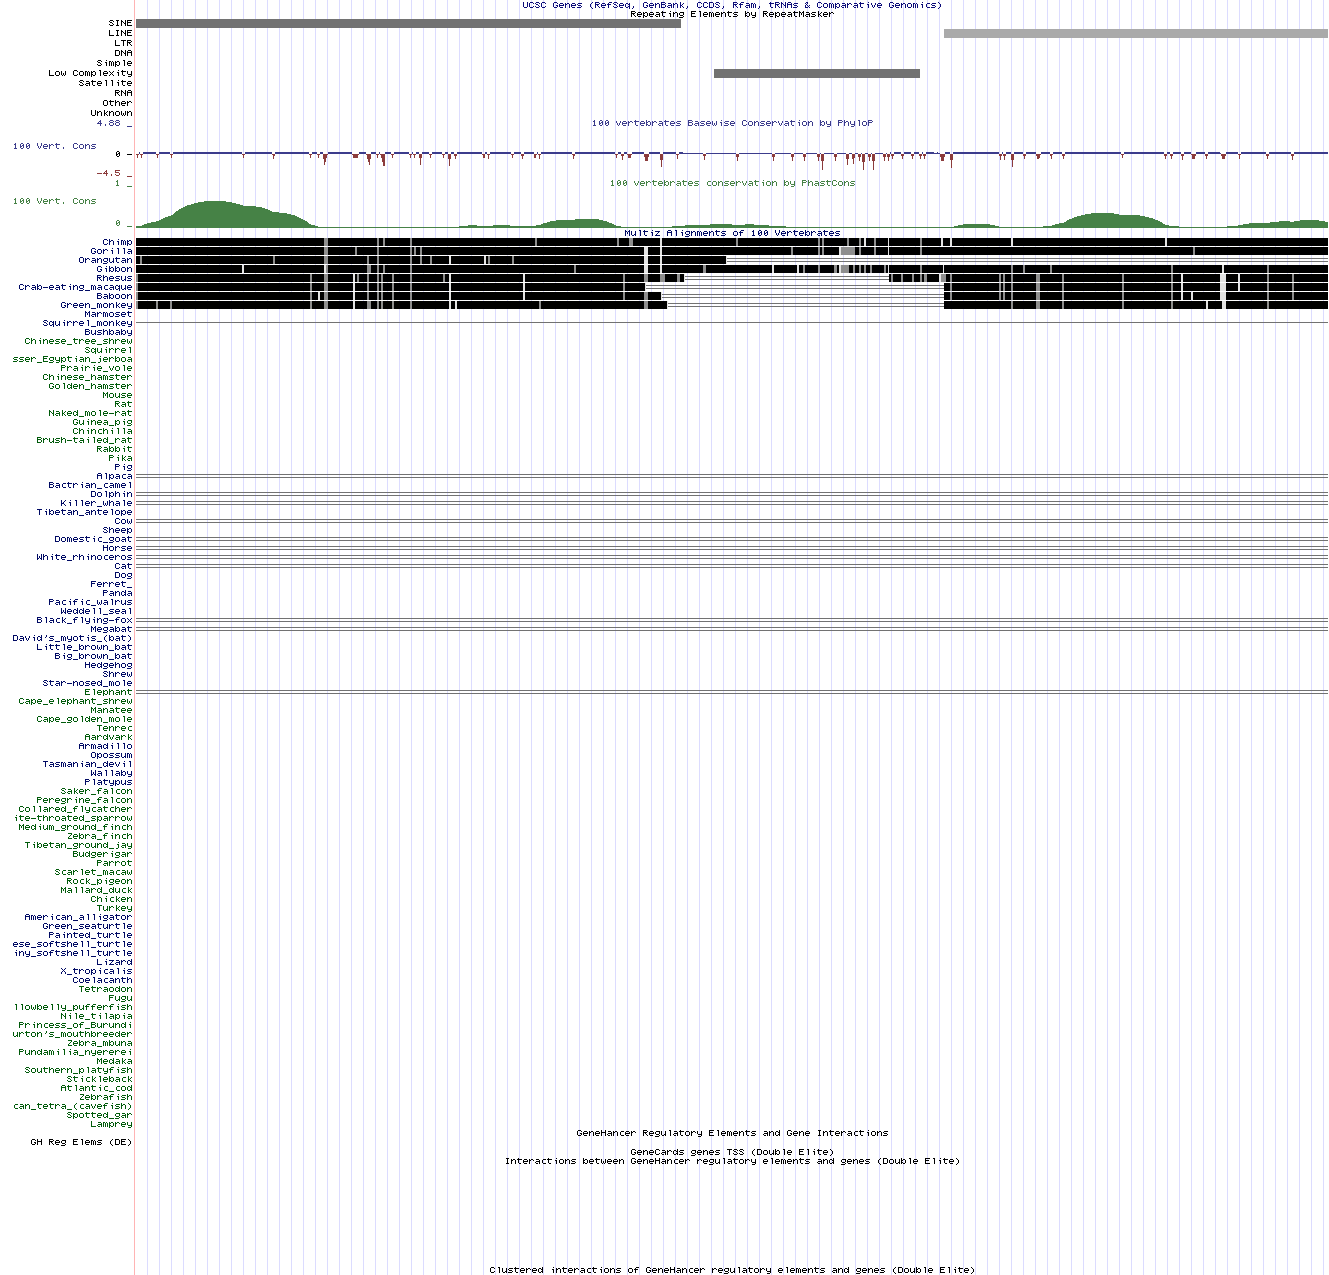 UCSC Genes (RefSeq, GenBank, CCDS, Rfam, tRNAs & Comparative Genomics)
Repeating Elements by RepeatMasker
SINE
LINE
LTR
DNA
Simple
Low Complexity
Satellite
RNA
Other
Unknown
4.88 _
100 vertebrates Basewise Conservation by PhyloP
100 Vert. Cons
0 _
-4.5 _
1 _
100 vertebrates conservation by PhastCons
100 Vert. Cons
0 _
Multiz Alignments of 100 Vertebrates
Chimp
Gorilla
Orangutan
Gibbon
Rhesus
Crab-eating_macaque
Baboon
Green_monkey
Marmoset
Squirrel_monkey
Bushbaby
Chinese_tree_shrew
Squirrel
sser_Egyptian_jerboa
Prairie_vole
Chinese_hamster
Golden_hamster
Mouse
Rat
Naked_mole-rat
Guinea_pig
Chinchilla
Brush-tailed_rat
Rabbit
Pika
Pig
Alpaca
Bactrian_camel
Dolphin
Killer_whale
Tibetan_antelope
Cow
Sheep
Domestic_goat
Horse
White_rhinoceros
Cat
Dog
Ferret_
Panda
Pacific_walrus
Weddell_seal
Black_flying-fox
Megabat
David's_myotis_(bat)
Little_brown_bat
Big_brown_bat
Hedgehog
Shrew
Star-nosed_mole
Elephant
Cape_elephant_shrew
Manatee
Cape_golden_mole
Tenrec
Aardvark
Armadillo
Opossum
Tasmanian_devil
Wallaby
Platypus
Saker_falcon
Peregrine_falcon
Collared_flycatcher
ite-throated_sparrow
Medium_ground_finch
Zebra_finch
Tibetan_ground_jay
Budgerigar
Parrot
Scarlet_macaw
Rock_pigeon
Mallard_duck
Chicken
Turkey
American_alligator
Green_seaturtle
Painted_turtle
ese_softshell_turtle
iny_softshell_turtle
Lizard
X_tropicalis
Coelacanth
Tetraodon
Fugu
llowbelly_pufferfish
Nile_tilapia
Princess_of_Burundi
urton's_mouthbreeder
Zebra_mbuna
Pundamilia_nyererei
Medaka
Southern_platyfish
Stickleback
Atlantic_cod
Zebrafish
can_tetra_(cavefish)
Spotted_gar
Lamprey
GeneHancer Regulatory Elements and Gene Interactions
GH Reg Elems (DE)
GeneCards genes TSS (Double Elite)
Interactions between GeneHancer regulatory elements and genes (Double Elite)
Clustered interactions of GeneHancer regulatory elements and genes (Double Elite)